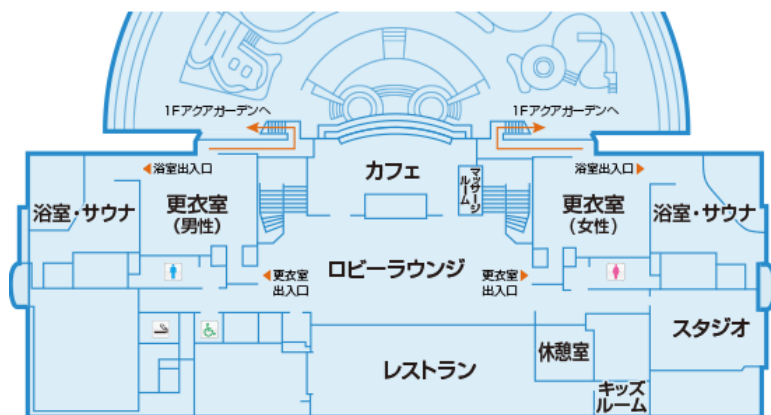 1Fアクアガーデンへ
1Fアクアガーデンへ
浴室出入口
カフェ
マッサージ
ルーム
浴室出入口
浴室・サウナ
更衣室
(男性)
更衣室
(女性)
浴室・サウナ
更衣室
出入口
ロビーラウンジ
更衣室
出入口
スタジオ
レストラン
休憩室
キッズ
ルーム